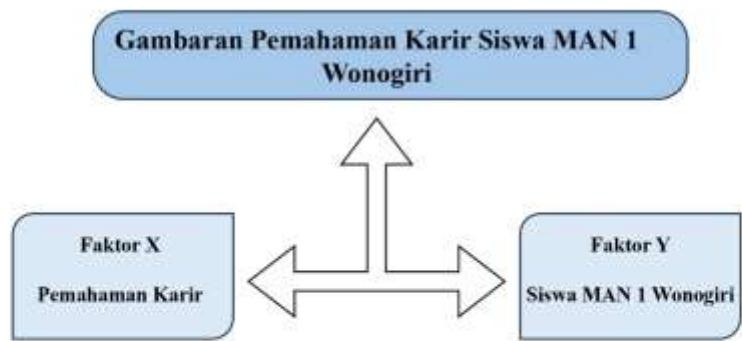 Gambaran Pemahaman Karir Siswa MAN 1
Wonogiri
Faktor X
Pemahaman Karir
Faktor Y
Siswa MAN 1 Wonogiri